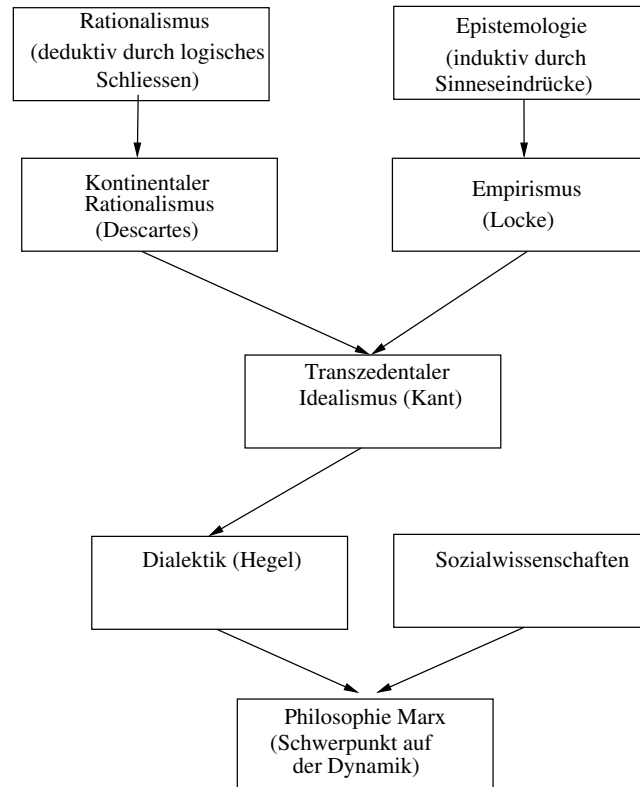 Rationalismus
(deduktiv durch logisches
Schliessen)
Epistemologie
(induktiv durch
Sinneseindrücke)
Kontinentaler
Rationalismus
(Descartes)
Empirismus
(Locke)
Transzedentaler
Idealismus (Kant)
Dialektik (Hegel)
Sozialwissenschaften
Philosophie Marx
(Schwerpunkt auf
der Dynamik)